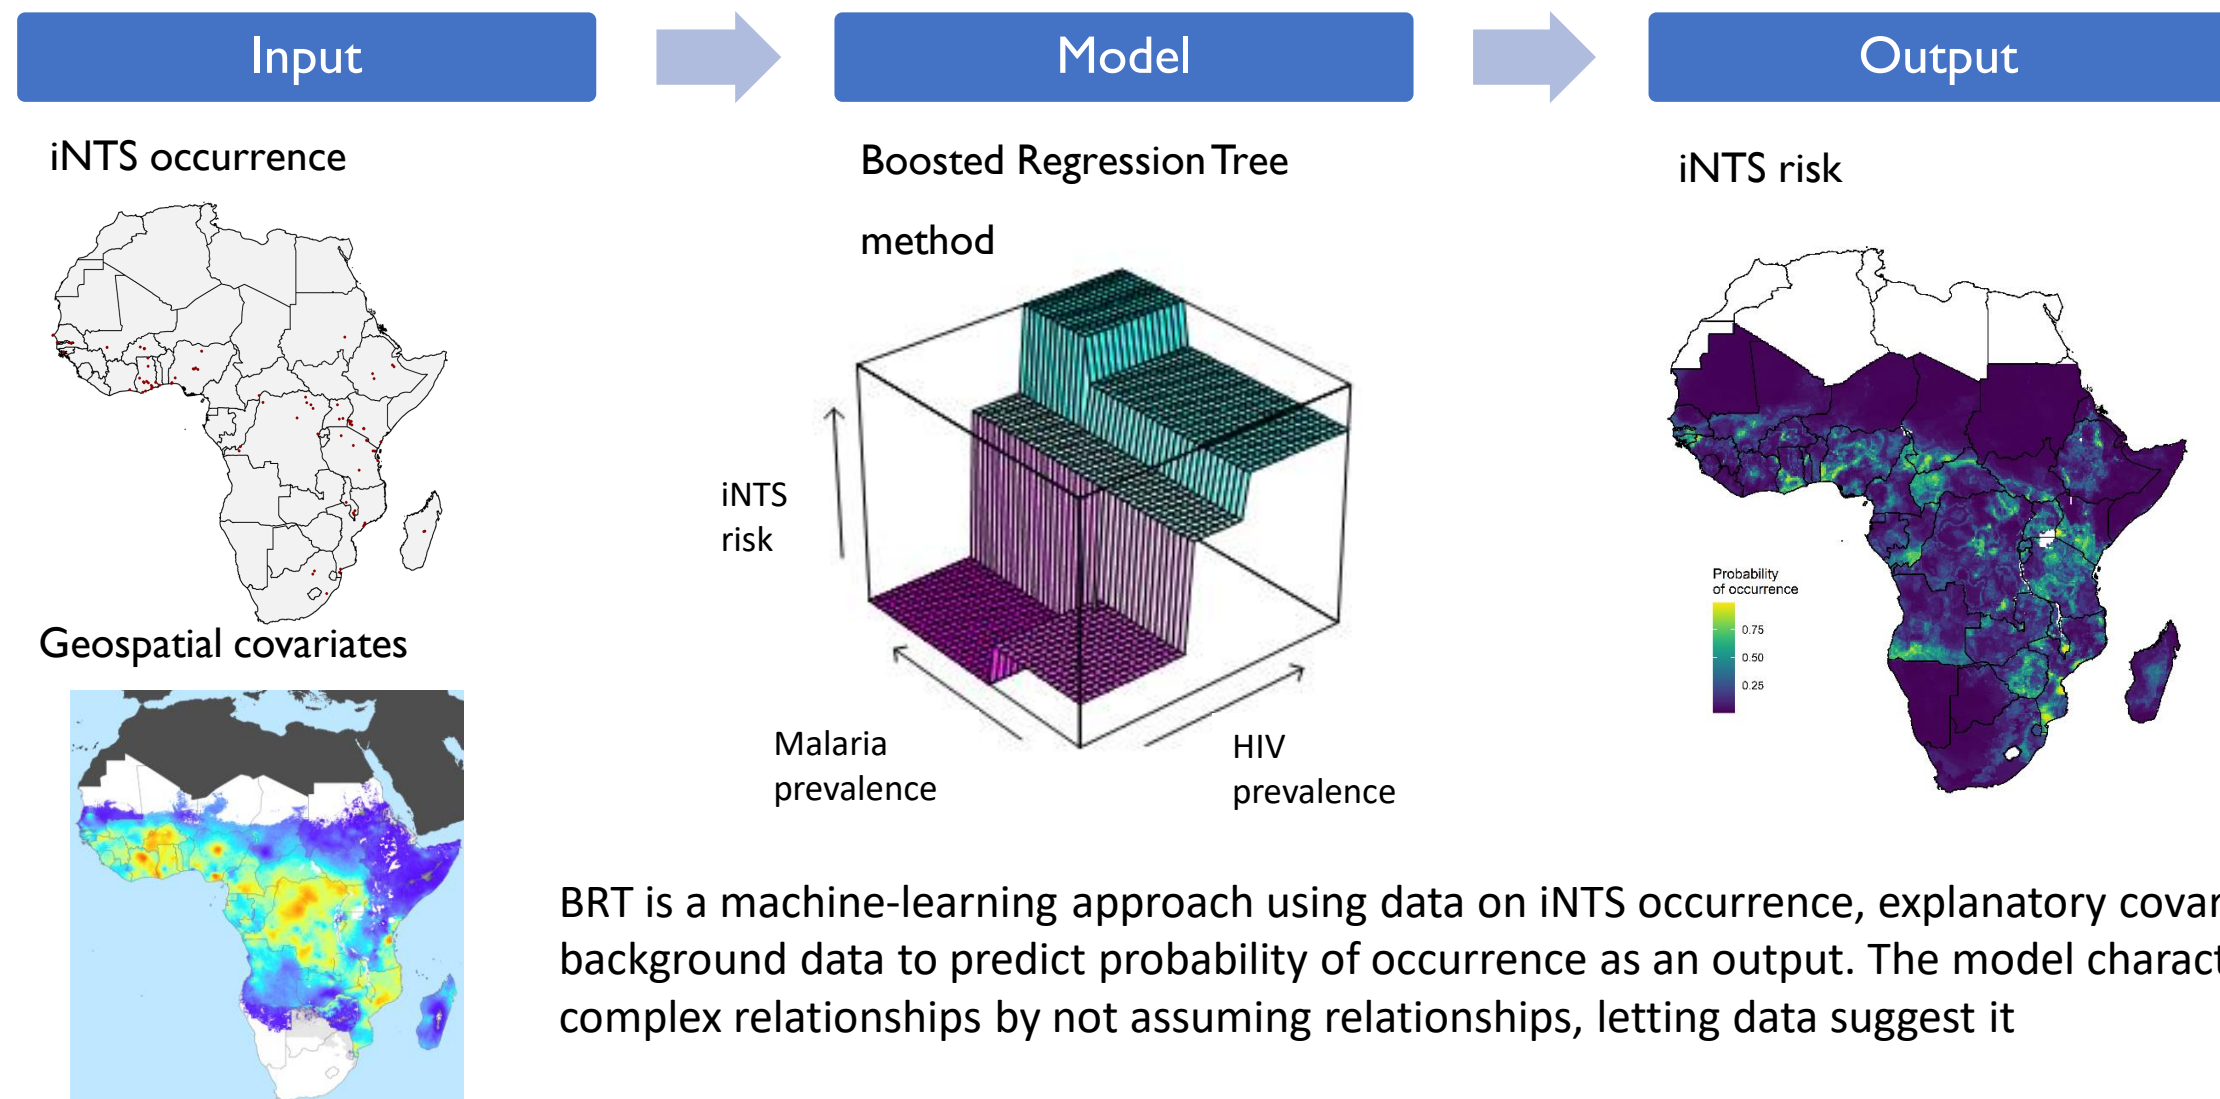 Input
Model
Output
iNTS occurrence
Geospatial covariates
Boosted Regression Tree
method
iNTS
risk
Malaria
prevalence
HIV
prevalence
iNTS risk
Probability
of occurrence
0.75
0.50
0.25
BRT is a machine-learning approach using data on iNTS occurrence, explanatory covar
background data to predict probability of occurrence as an output. The model charact
complex relationships by not assuming relationships, letting data suggest it